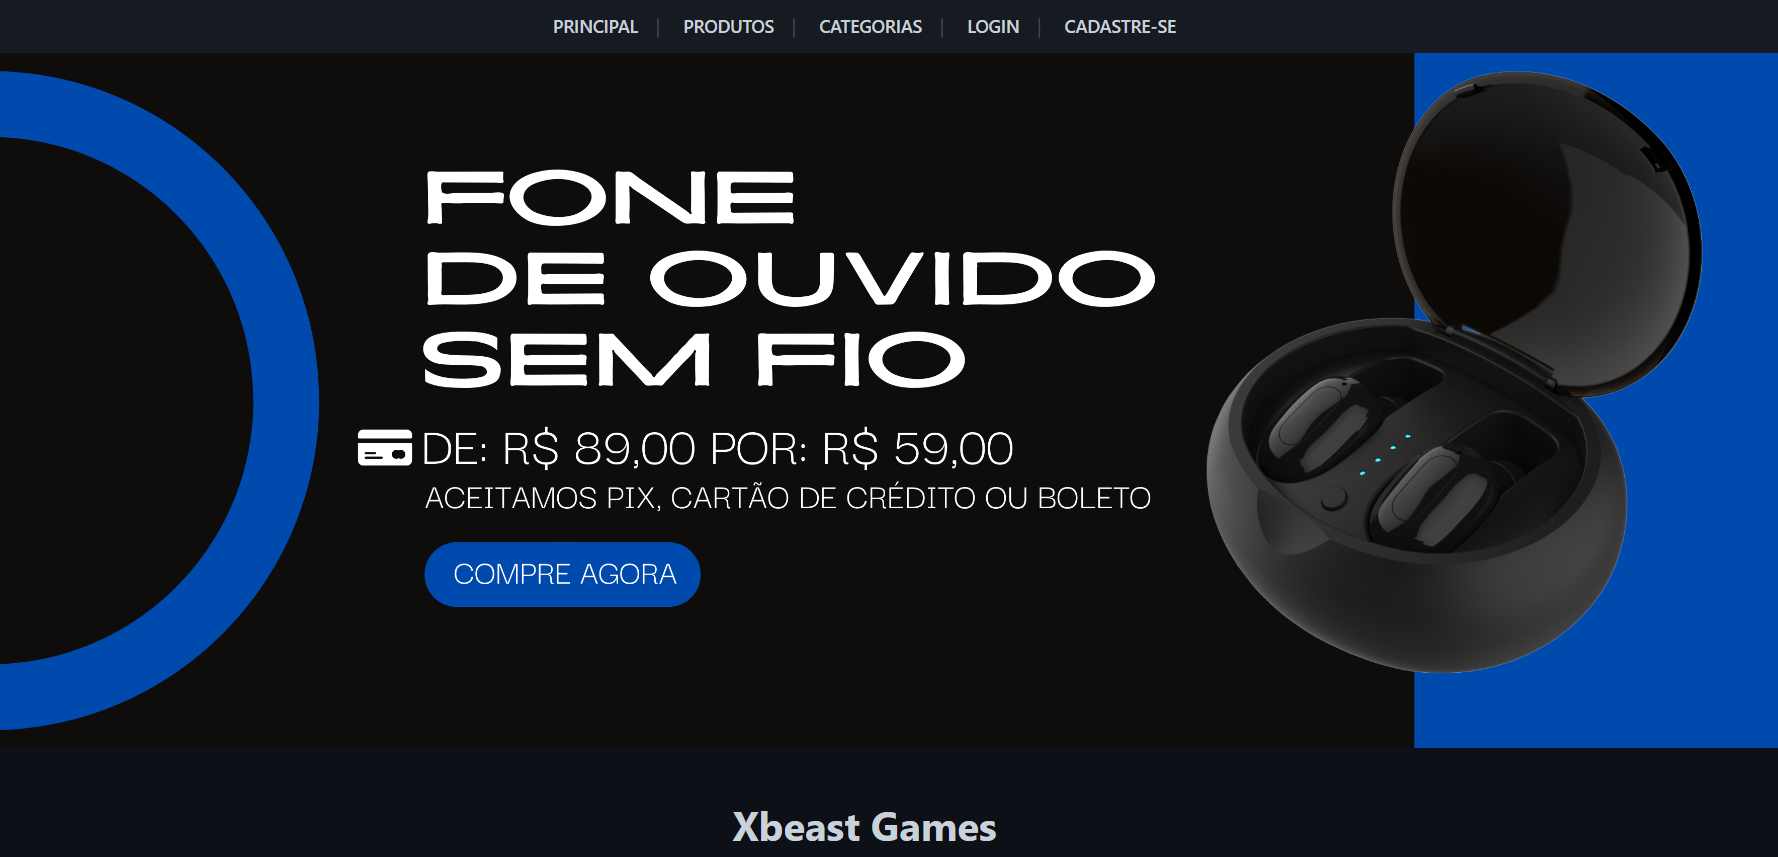 PRINCIPAL | PRODUTOS | CATEGORIAS | LOGIN | CADASTRE-SE
FONE
DE OUVIDO
SEM FIO
DE: R$ 89,00 POR: R$ 59,00
ACEITAMOS PIX, CARTÃO DE CRÉDITO OU BOLETO
COMPRE AGORA
Xbeast Games